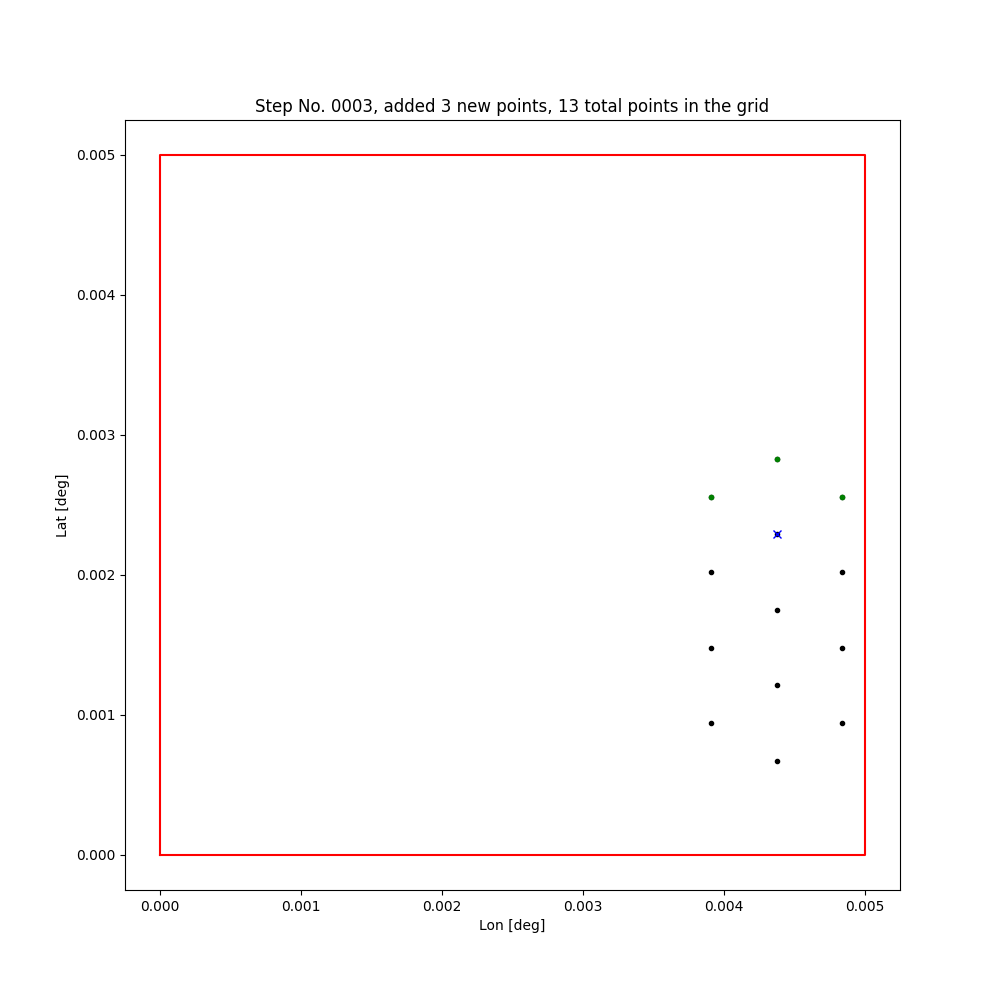 Step No. 0003, added 3 new points, 13 total points in the grid
0.005
0.004
0.003
0.002
0.001
0.000
Lat [deg]
0.000 0.001 0.002 0.003 0.004 0.005
Lon [deg]